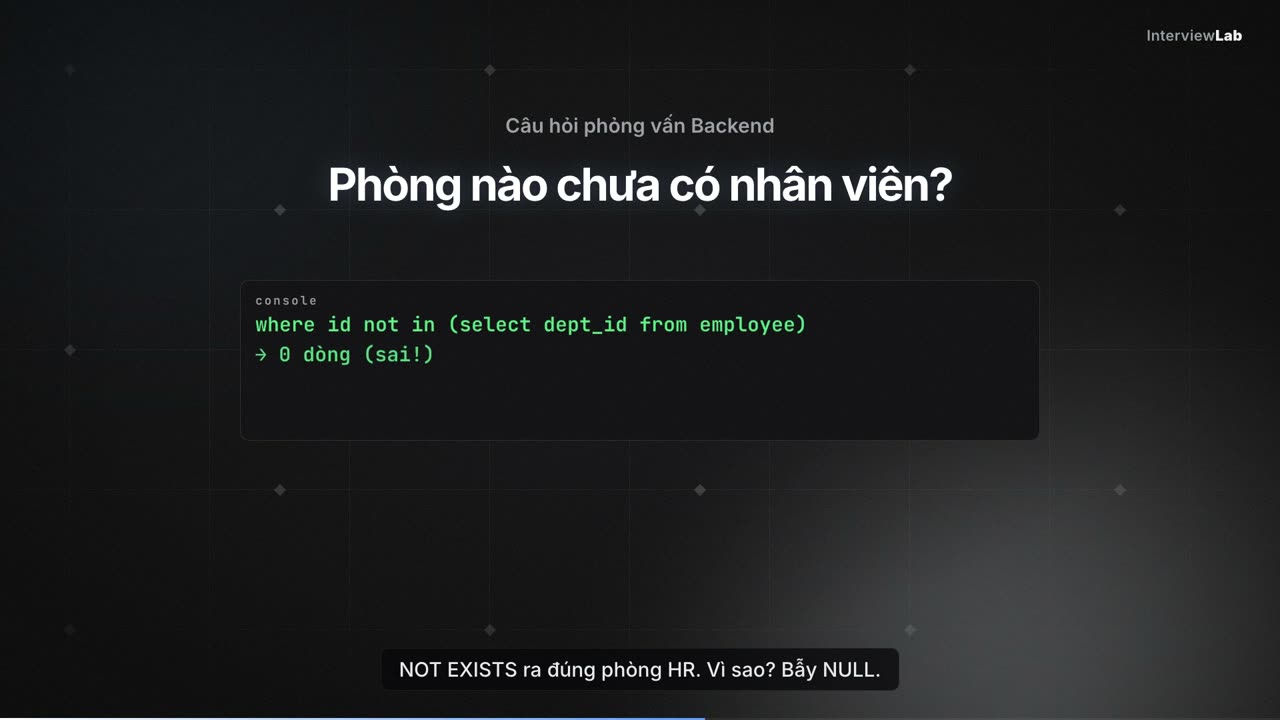 InterviewLab
Câu hỏi phỏng vấn Backend
Phòng nào chưa có nhân viên?
console
where id not in (select dept_id from employee)
→ 0 dòng (sai!)
NOT EXISTS ra đúng phòng HR. Vì sao? Bẫy NULL.